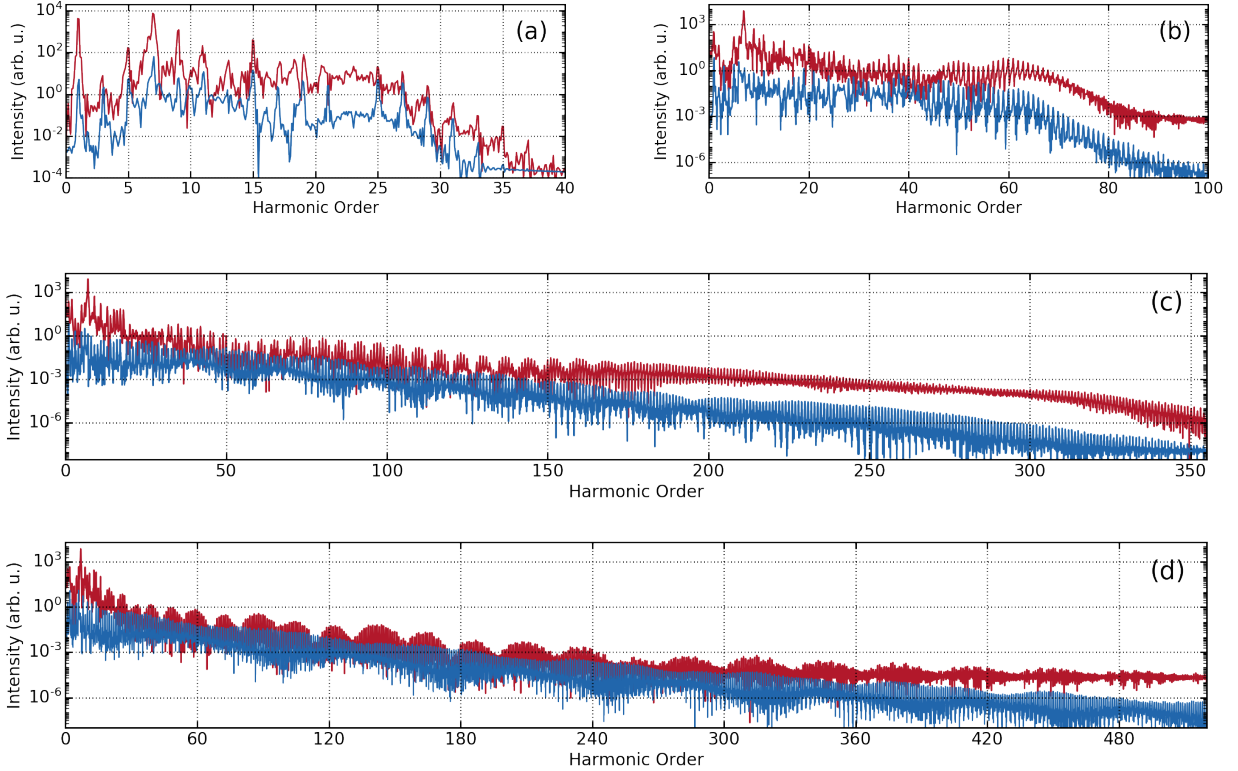 (a)
Intensity (arb. u.)
10^4
10^2
10^0
10^-2
10^-4
0 5 10 15 20 25 30 35 40
Harmonic Order
(b)
Intensity (arb. u.)
10^3
10^0
10^-3
10^-6
0 20 40 60 80 100
Harmonic Order
(c)
Intensity (arb. u.)
10^3
10^0
10^-3
10^-6
0 50 100 150 200 250 300 350
Harmonic Order
(d)
Intensity (arb. u.)
10^3
10^0
10^-3
10^-6
0 60 120 180 240 300 360 420 480
Harmonic Order